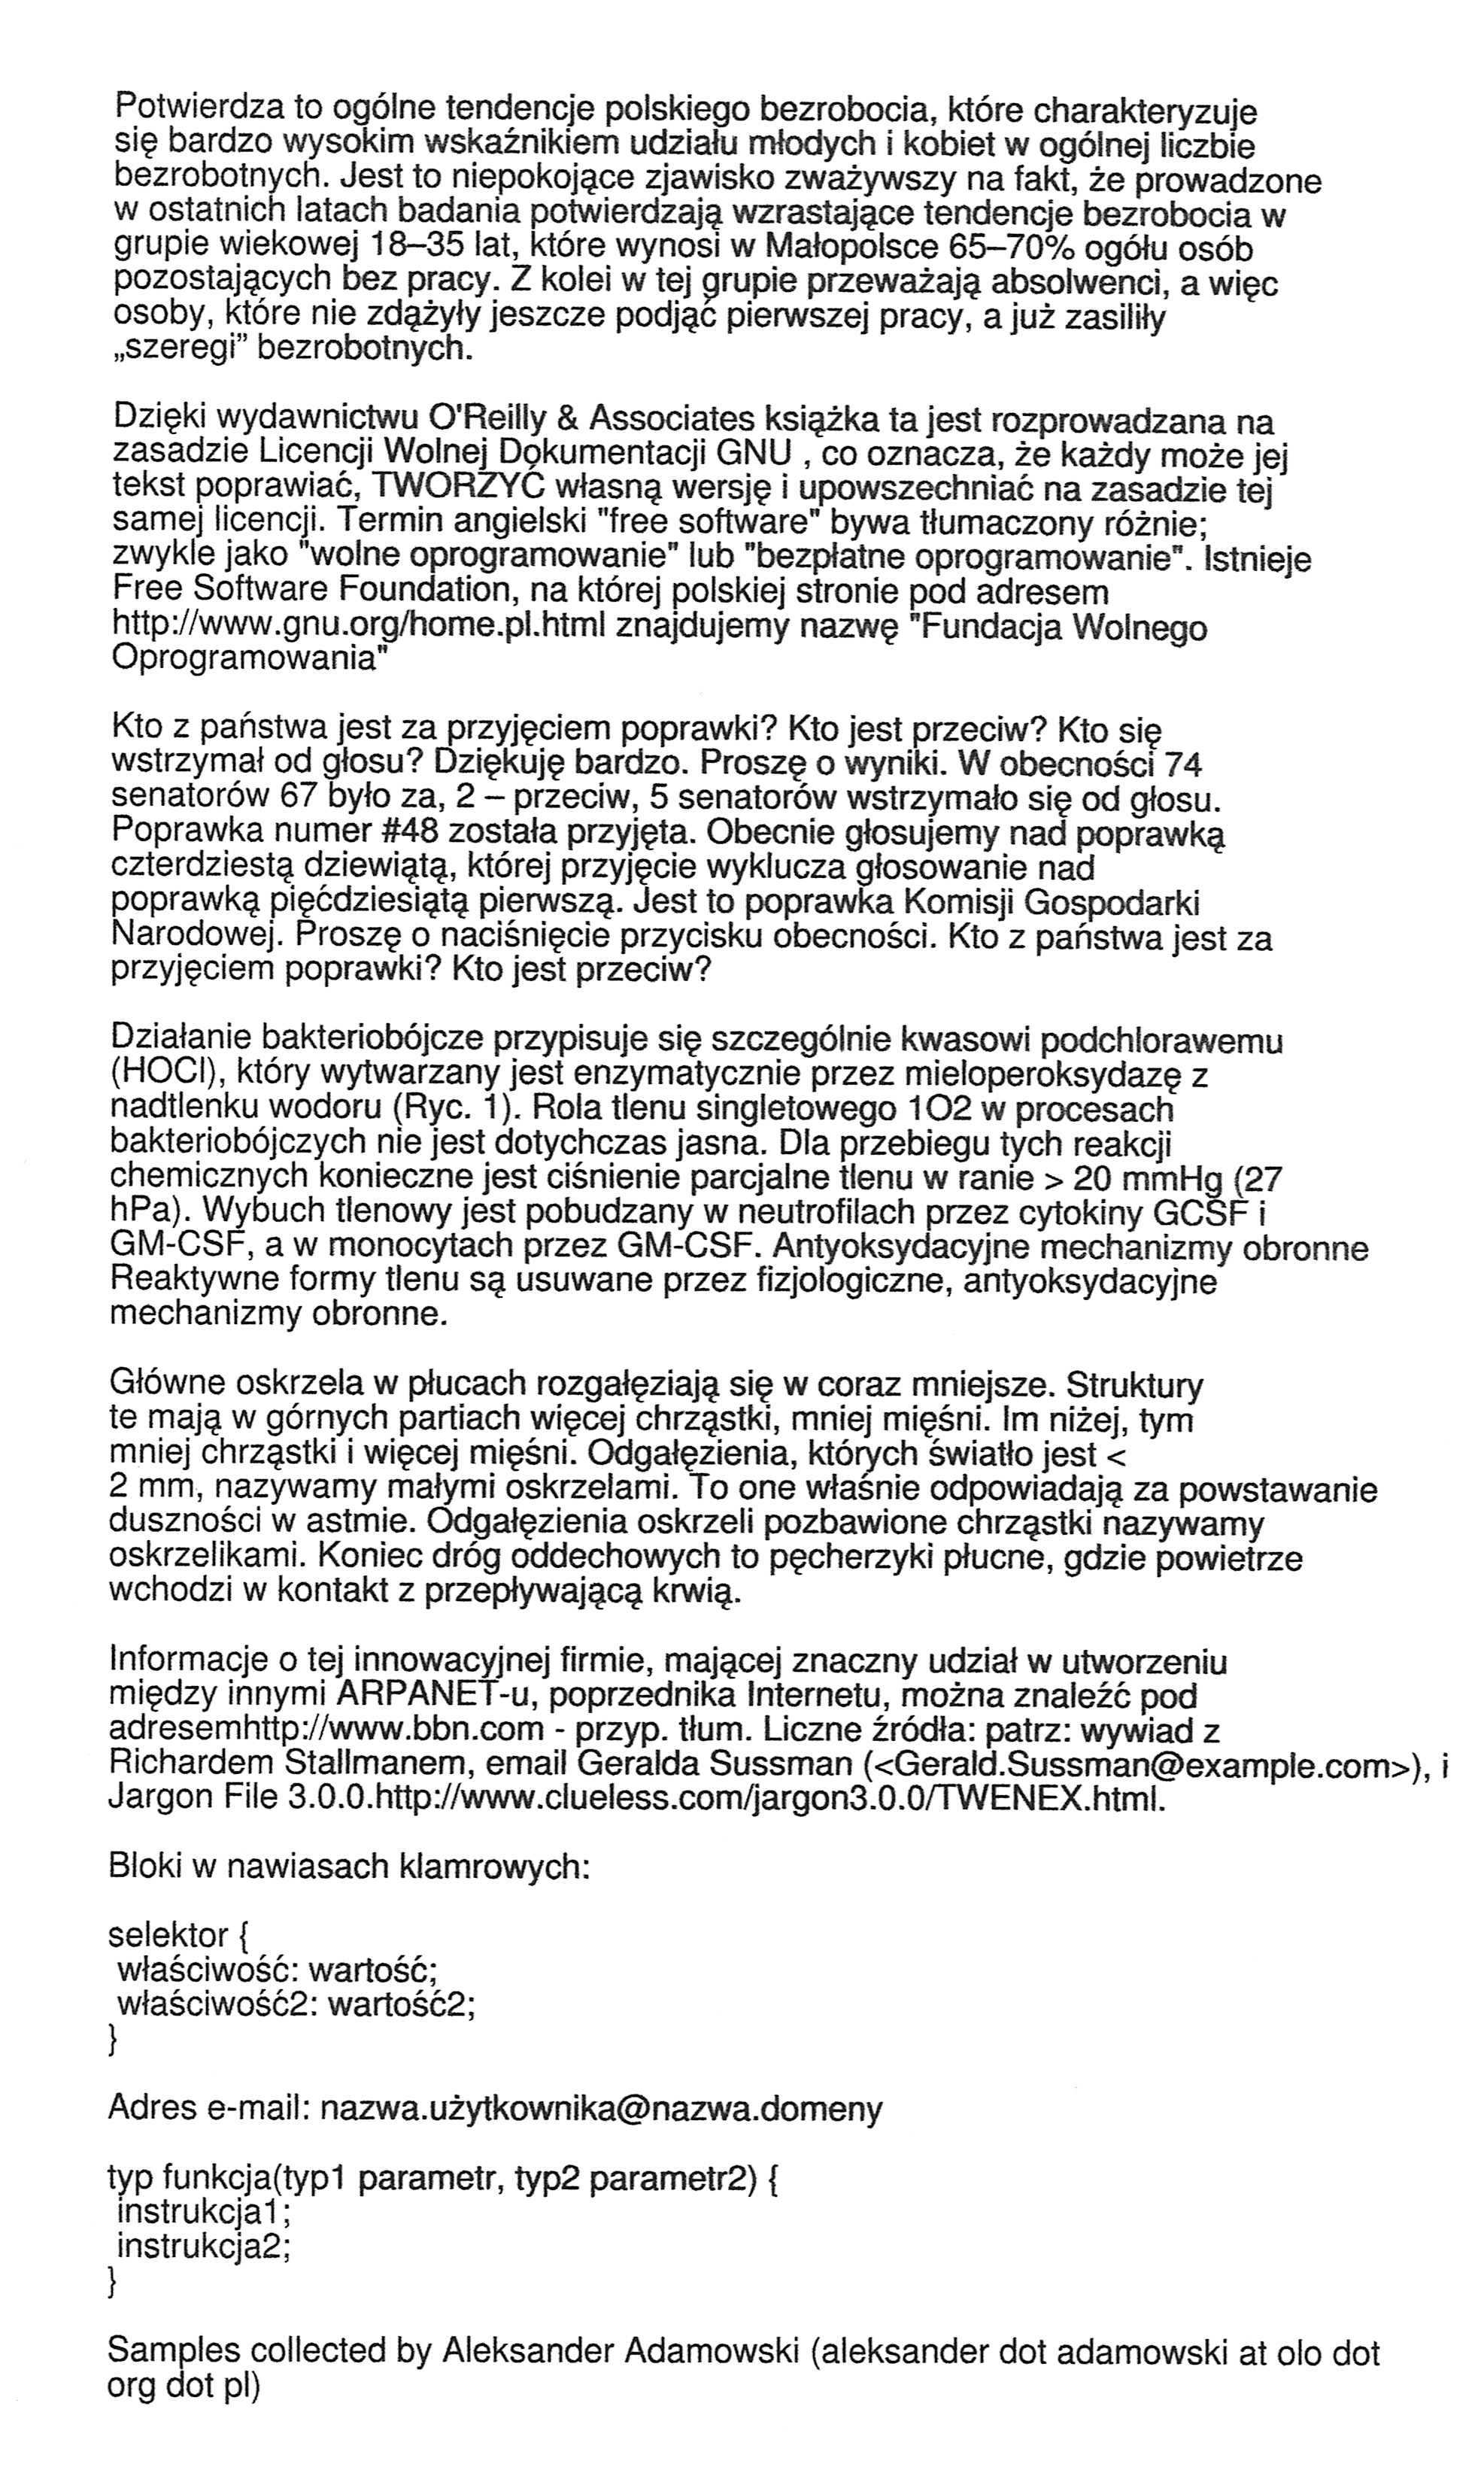 Potwierdza to ogólne tendencje polskiego bezrobocia, które charakteryzuje
się bardzo wysokim wskaźnikiem udziału młodych i kobiet w ogólnej liczbie
bezrobotnych. Jest to niepokojące zjawisko zważywszy na fakt, że prowadzone
w ostatnich latach badania potwierdzają wzrastające tendencje bezrobocia w
grupie wiekowej 18–35 lat, które wynosi w Małopolsce 65–70% ogółu osób
pozostających bez pracy. Z kolei w tej grupie przeważają absolwenci, a więc
osoby, które nie zdążyły jeszcze podjąć pierwszej pracy, a już zasiliły
„szeregi” bezrobotnych.

Dzięki wydawnictwu O'Reilly & Associates książka ta jest rozprowadzana na
zasadzie Licencji Wolnej Dokumentacji GNU , co oznacza, że każdy może jej
tekst poprawiać, TWORZYĆ własną wersję i upowszechniać na zasadzie tej
samej licencji. Termin angielski "free software" bywa tłumaczony różnie;
zwykle jako "wolne oprogramowanie" lub "bezpłatne oprogramowanie". Istnieje
Free Software Foundation, na której polskiej stronie pod adresem
http://www.gnu.org/home.pl.html znajdujemy nazwę "Fundacja Wolnego
Oprogramowania"

Kto z państwa jest za przyjęciem poprawki? Kto jest przeciw? Kto się
wstrzymał od głosu? Dziękuję bardzo. Proszę o wyniki. W obecności 74
senatorów 67 było za, 2 – przeciw, 5 senatorów wstrzymało się od głosu.
Poprawka numer #48 została przyjęta. Obecnie głosujemy nad poprawką
czterdziestą dziewiątą, której przyjęcie wyklucza głosowanie nad
poprawką pięćdziesiątą pierwszą. Jest to poprawka Komisji Gospodarki
Narodowej. Proszę o naciśnięcie przycisku obecności. Kto z państwa jest za
przyjęciem poprawki? Kto jest przeciw?

Działanie bakteriobójcze przypisuje się szczególnie kwasowi podchlorawemu
(HOCl), który wytwarzany jest enzymatycznie przez mieloperoksydazę z
nadtlenku wodoru (Ryc. 1). Rola tlenu singletowego 1O2 w procesach
bakteriobójczych nie jest dotychczas jasna. Dla przebiegu tych reakcji
chemicznych konieczne jest ciśnienie parcjalne tlenu w ranie > 20 mmHg (27
hPa). Wybuch tlenowy jest pobudzany w neutrofilach przez cytokiny GCSF i
GM-CSF, a w monocytach przez GM-CSF. Antyoksydacyjne mechanizmy obronne
Reaktywne formy tlenu są usuwane przez fizjologiczne, antyoksydacyjne
mechanizmy obronne.

Główne oskrzela w płucach rozgałęziają się w coraz mniejsze. Struktury
te mają w górnych partiach więcej chrząstki, mniej mięśni. Im niżej, tym
mniej chrząstki i więcej mięśni. Odgałęzienia, których światło jest <
2 mm, nazywamy małymi oskrzelami. To one właśnie odpowiadają za powstawanie
duszności w astmie. Odgałęzienia oskrzeli pozbawione chrząstki nazywamy
oskrzelikami. Koniec dróg oddechowych to pęcherzyki płucne, gdzie powietrze
wchodzi w kontakt z przepływającą krwią.

Informacje o tej innowacyjnej firmie, mającej znaczny udział w utworzeniu
między innymi ARPANET-u, poprzednika Internetu, można znaleźć pod
adresemhttp://www.bbn.com - przyp. tłum. Liczne źródła: patrz: wywiad z
Richardem Stallmanem, email Geralda Sussman (<Gerald.Sussman@example.com>), i
Jargon File 3.0.0.http://www.clueless.com/jargon3.0.0/TWENEX.html.

Bloki w nawiasach klamrowych:

selektor {
 właściwość: wartość;
 właściwość2: wartość2;
}

Adres e-mail: nazwa.użytkownika@nazwa.domeny

typ funkcja(typ1 parametr, typ2 parametr2) {
 instrukcja1;
 instrukcja2;
}

Samples collected by Aleksander Adamowski (aleksander dot adamowski at olo dot
org dot pl)